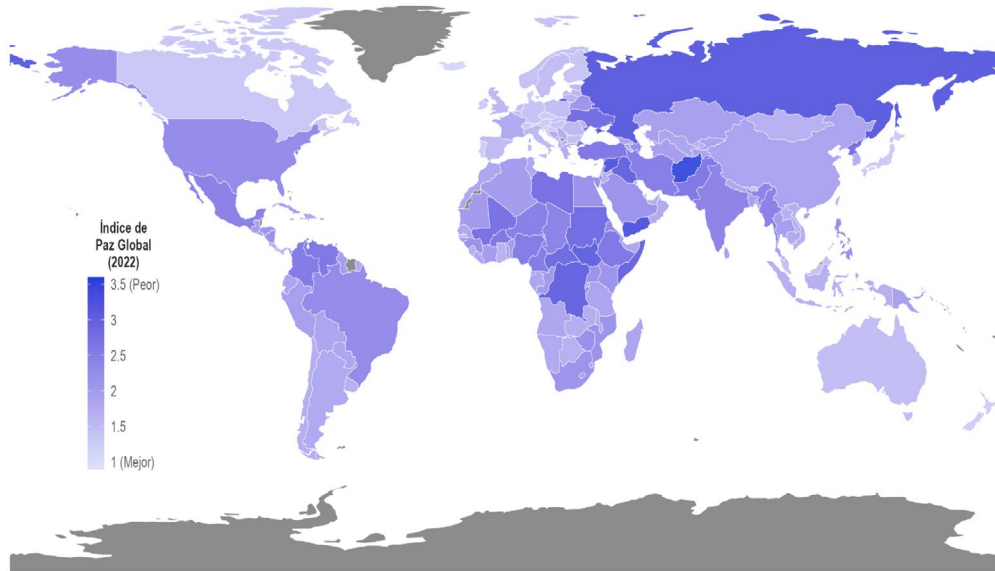 Índice de
Paz Global
(2022)
3.5 (Peor)
3
2.5
2
1.5
1 (Mejor)